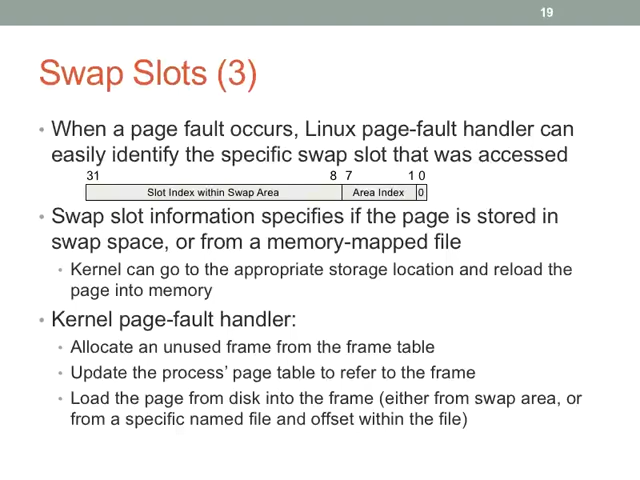 19
Swap Slots (3)
• When a page fault occurs, Linux page-fault handler can
easily identify the specific swap slot that was accessed
31 8 7 1 0
Slot Index within Swap Area Area Index 0
• Swap slot information specifies if the page is stored in
swap space, or from a memory-mapped file
• Kernel can go to the appropriate storage location and reload the
page into memory
• Kernel page-fault handler:
• Allocate an unused frame from the frame table
• Update the process' page table to refer to the frame
• Load the page from disk into the frame (either from swap area, or
from a specific named file and offset within the file)